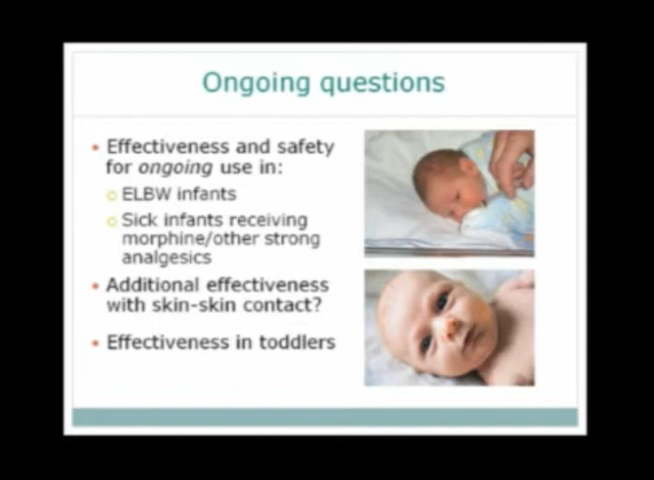 Ongoing questions
• Effectiveness and safety
for ongoing use in:
○ ELBW infants
○ Sick infants receiving
morphine/other strong
analgesics
• Additional effectiveness
with skin-skin contact?
• Effectiveness in toddlers